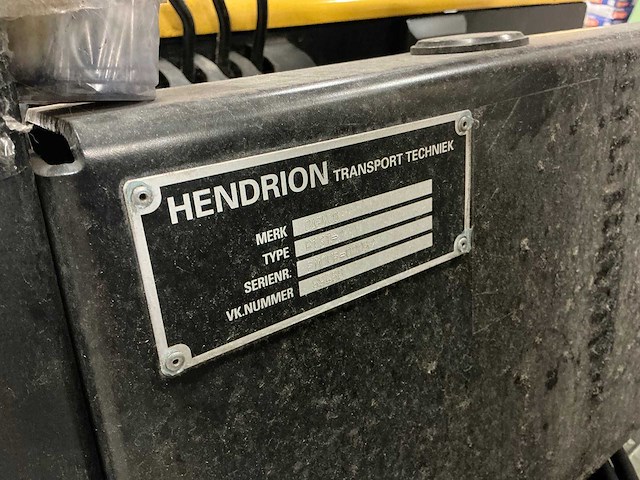 HENDRION TRANSPORT TECHNIEK
MERK
TYPE
SERIENR.
VK.NUMMER